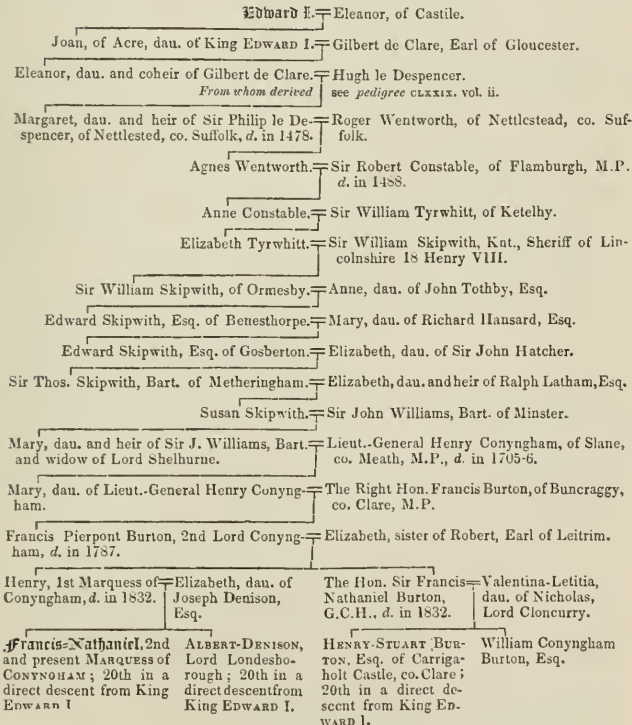 Edward I. Eleanor, of Castile.
Joan, of Acre, dau. of King EDWARD I. Gilbert de Clare, Earl of Gloucester.
Eleanor, dau. and coheir of Gilbert de Clare. Hugh le Despencer.
From whom derived see pedigree CLXXIX. vol. ii.
Margaret, dau. and heir of Sir Philip le De-
spencer, of Nettlested, co. Suffolk, d. in 1478.
Roger Wentworth, of Nettlestead, co. Suf-
folk.
Agnes Wentworth. Sir Robert Constable, of Flamburgh, M.P.
d. in 1488.
Anne Constable. Sir William Tyrwhitt, of Ketelhy.
Elizabeth Tyrwhitt. Sir William Skipwith, Knt., Sheriff of Lin-
colnshire 18 Henry VIII.
Sir William Skipwith, of Ormesby. Anne, dau. of John Tothby, Esq.
Edward Skipwith, Esq. of Benesthorpe. Mary, dau. of Richard Hansard, Esq.
Edward Skipwith, Esq. of Gosberton. Elizabeth, dau. of Sir John Hatcher.
Sir Thos. Skipwith, Bart. of Metheringham. Elizabeth, dau. and heir of Ralph Latham, Esq.
Susan Skipwith. Sir John Williams, Bart. of Minster.
Mary, dau. and heir of Sir J. Williams, Bart.
and widow of Lord Shelburne.
Lieut.-General Henry Conyngham, of Slane,
co. Meath, M.P., d. in 1705-6.
Mary, dau. of Lieut.-General Henry Conyng-
ham.
The Right Hon. Francis Burton, of Buncraggy,
co. Clare, M.P.
Francis Pierpont Burton, 2nd Lord Conyng-
ham, d. in 1787.
Elizabeth, sister of Robert, Earl of Leitrim.
Henry, 1st Marquess of
Conyngham, d. in 1832.
Elizabeth, dau. of
Joseph Denison,
Esq.
The Hon. Sir Francis
Nathaniel Burton,
G.C.H., d. in 1832.
Valentina-Letitia,
dau. of Nicholas,
Lord Cloncurry.
Francis=Nathaniel, 2nd
and present MARQUESS of
CONYNGHAM; 20th in a
direct descent from King
EDWARD I
ALBERT-DENISON,
Lord Londesbo-
rough; 20th in a
direct descent from
King EDWARD I.
HENRY-STUART BUR-
TON, Esq. of Carriga-
holt Castle, co. Clare;
20th in a direct de-
scent from King ED-
WARD I.
William Conyngham
Burton, Esq.